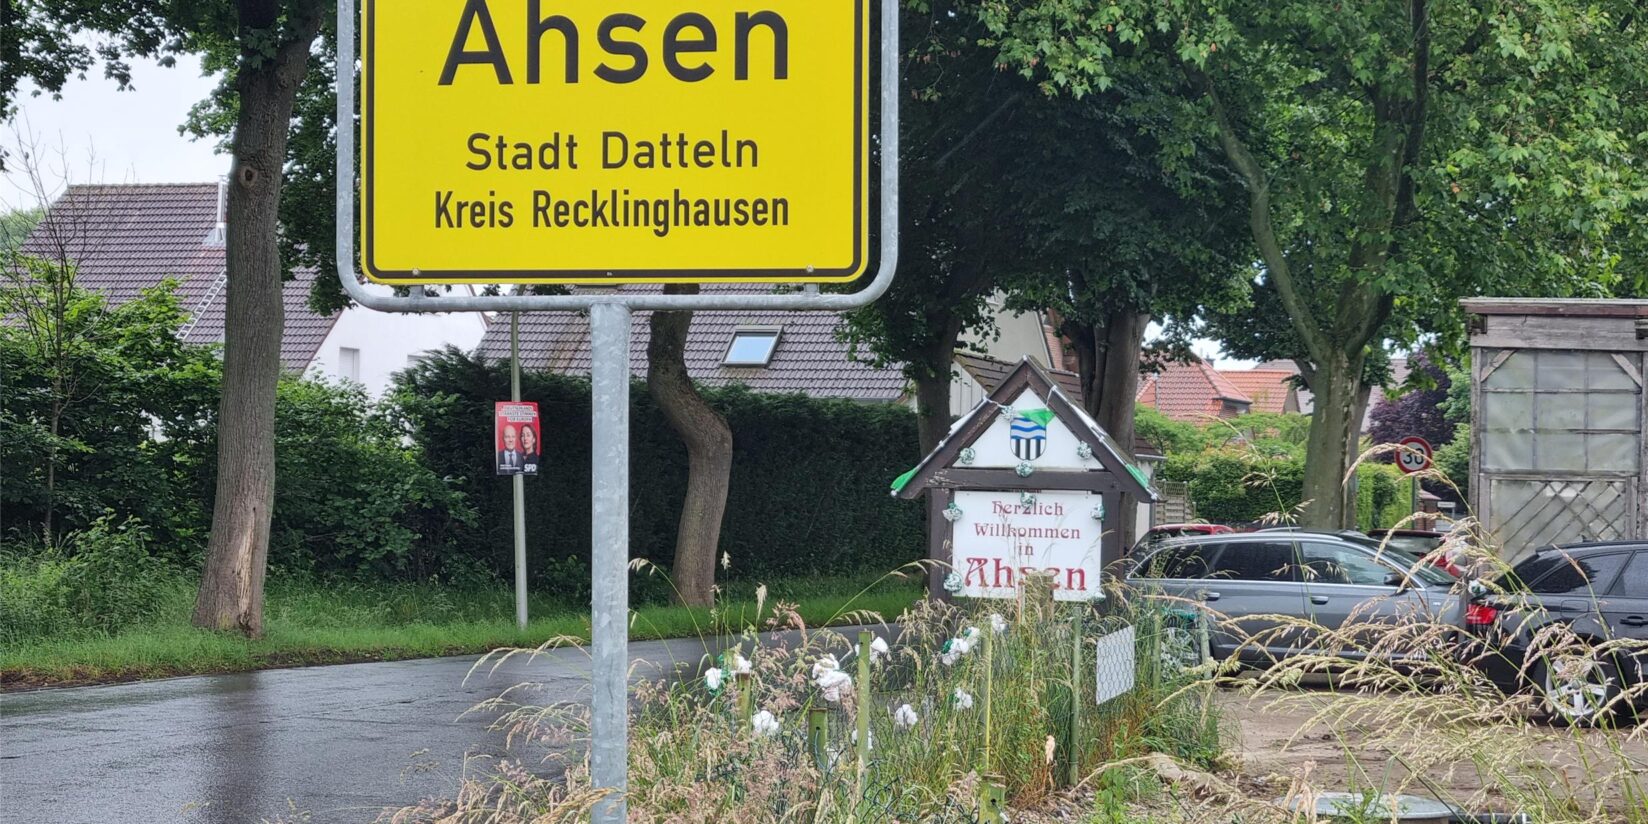 Ahsen
Stadt Datteln
Kreis Recklinghausen
SPD
Herzlich
Willkommen
in
Ahsen
30